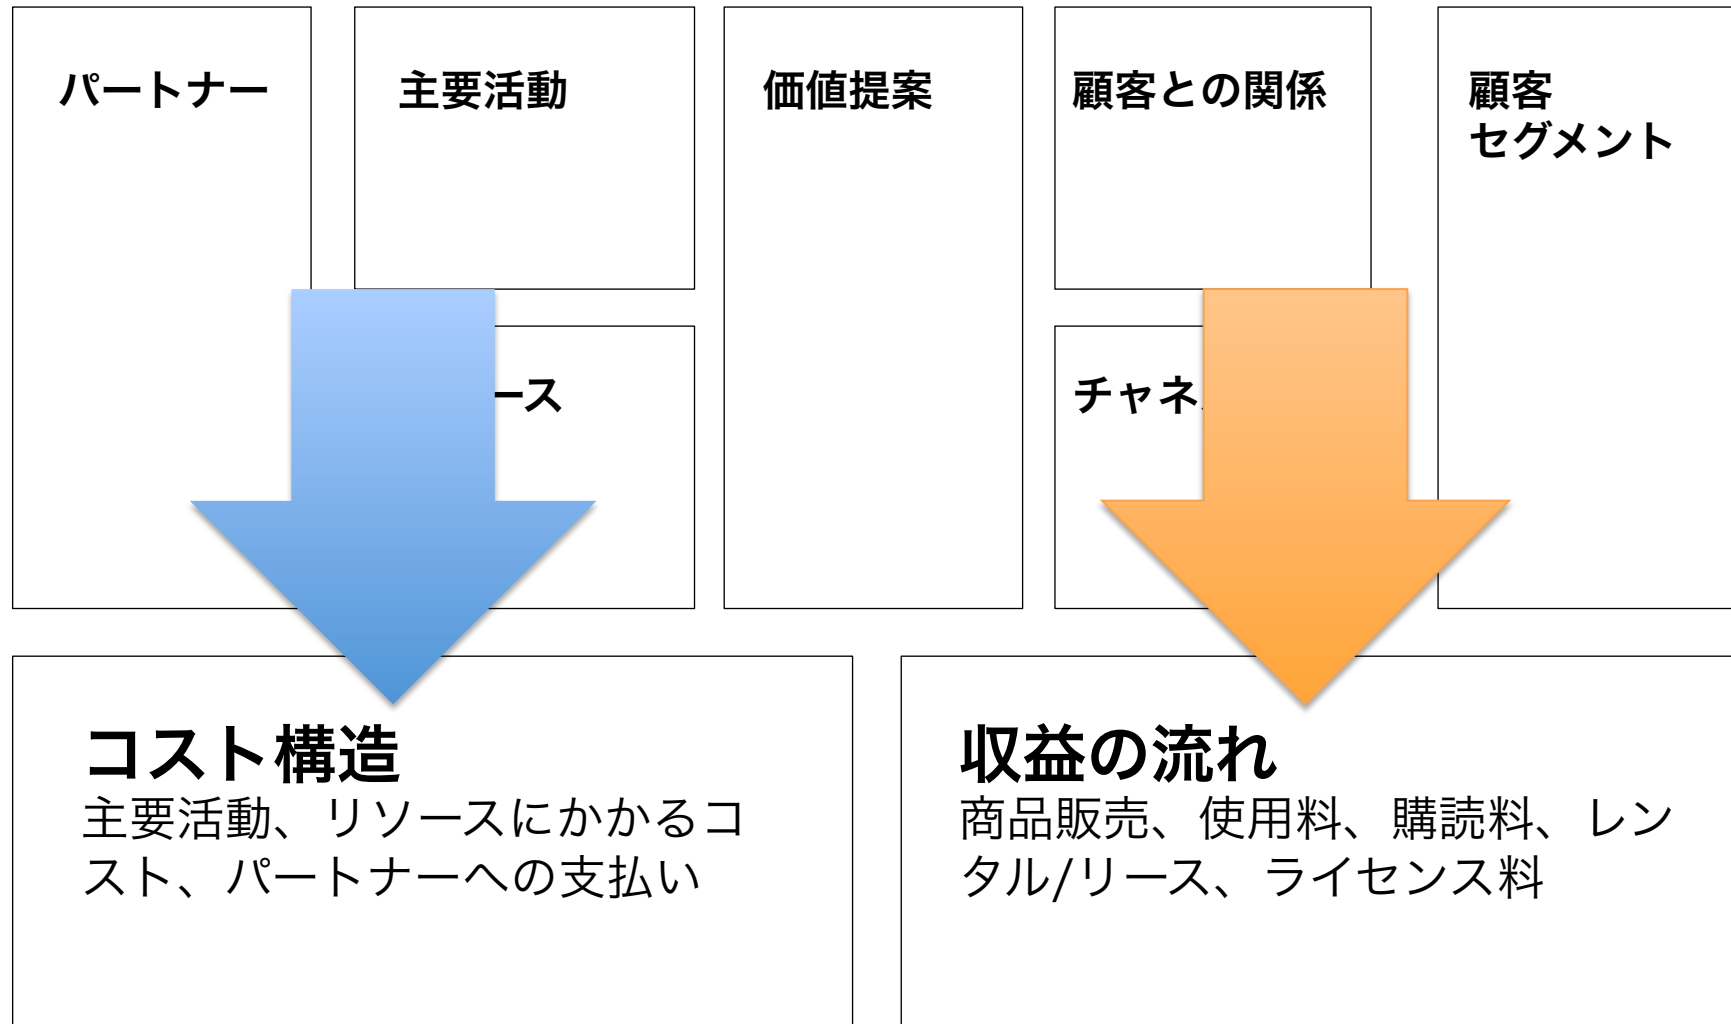 パートナー
主要活動
価値提案
顧客との関係
顧客
セグメント
ース
チャネ
コスト構造
主要活動、リソースにかかるコ
スト、パートナーへの支払い
収益の流れ
商品販売、使用料、購読料、レン
タル/リース、ライセンス料